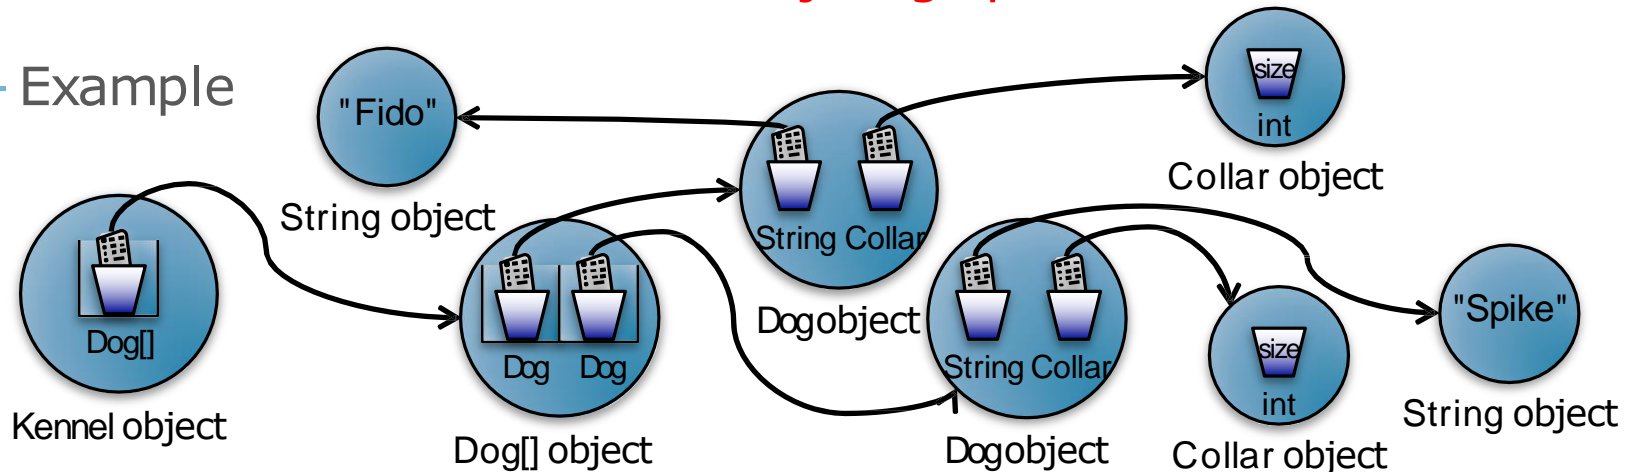 Example
"Fido"
String object
size
int
Collar object
String Collar
Dogobject
Dog[]
Kennel object
Dog Dog
Dog[] object
String Collar
Dogobject
size
int
Collar object
"Spike"
String object